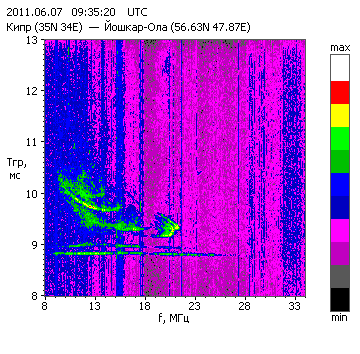 2011.06.07 09:35:20 UTC
Кипр (35N 34E) — Йошкар-Ола (56.63N 47.87E)
13
12
11
Tгр,
мс
10
9
8
8 13 18 23 28 33
f, МГц
max
min